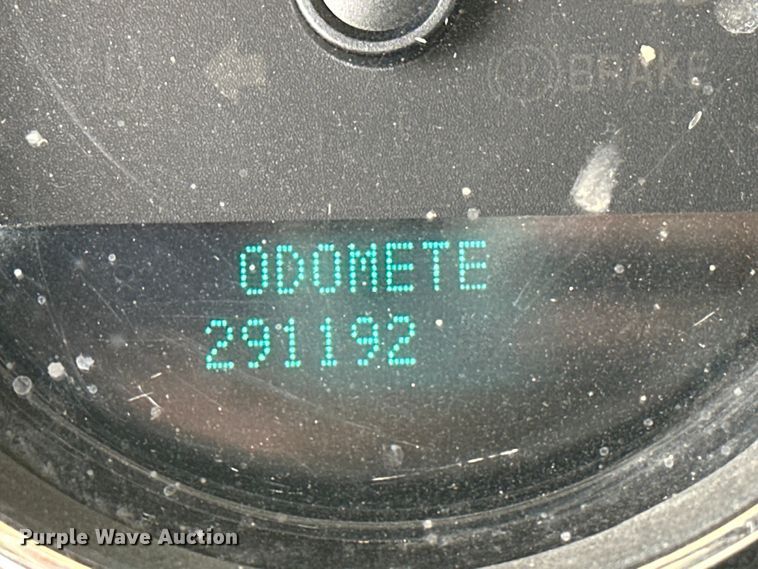 BRAKE
ODOMETE
291192
Purple Wave Auction